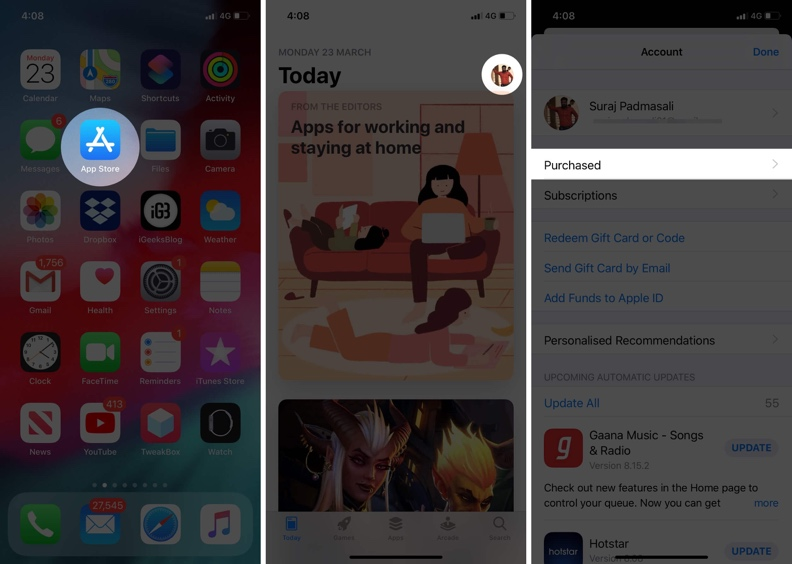 4:08
4G
Monday
23
Calendar
Maps
Shortcuts
Activity
6
Messages
App Store
Files
Camera
iG3
Photos
Dropbox
iGeeksBlog
Weather
1,756
1
Gmail
Health
Settings
Notes
1
Clock
FaceTime
Reminders
iTunes Store
413
News
YouTube
TweakBox
Watch
27,545
4:08
4G
MONDAY 23 MARCH
Today
FROM THE EDITORS
Apps for working and
staying at home
Today
Games
Apps
Arcade
Search
4:08
4G
Account
Done
Suraj Padmasali
Purchased
Subscriptions
Redeem Gift Card or Code
Send Gift Card by Email
Add Funds to Apple ID
Personalised Recommendations
UPCOMING AUTOMATIC UPDATES
Update All
55
Gaana Music - Songs
& Radio
UPDATE
Version 8.15.2
Check out new features in the Home page to
control your queue. Now you can get
more
hotstar
Hotstar
UPDATE